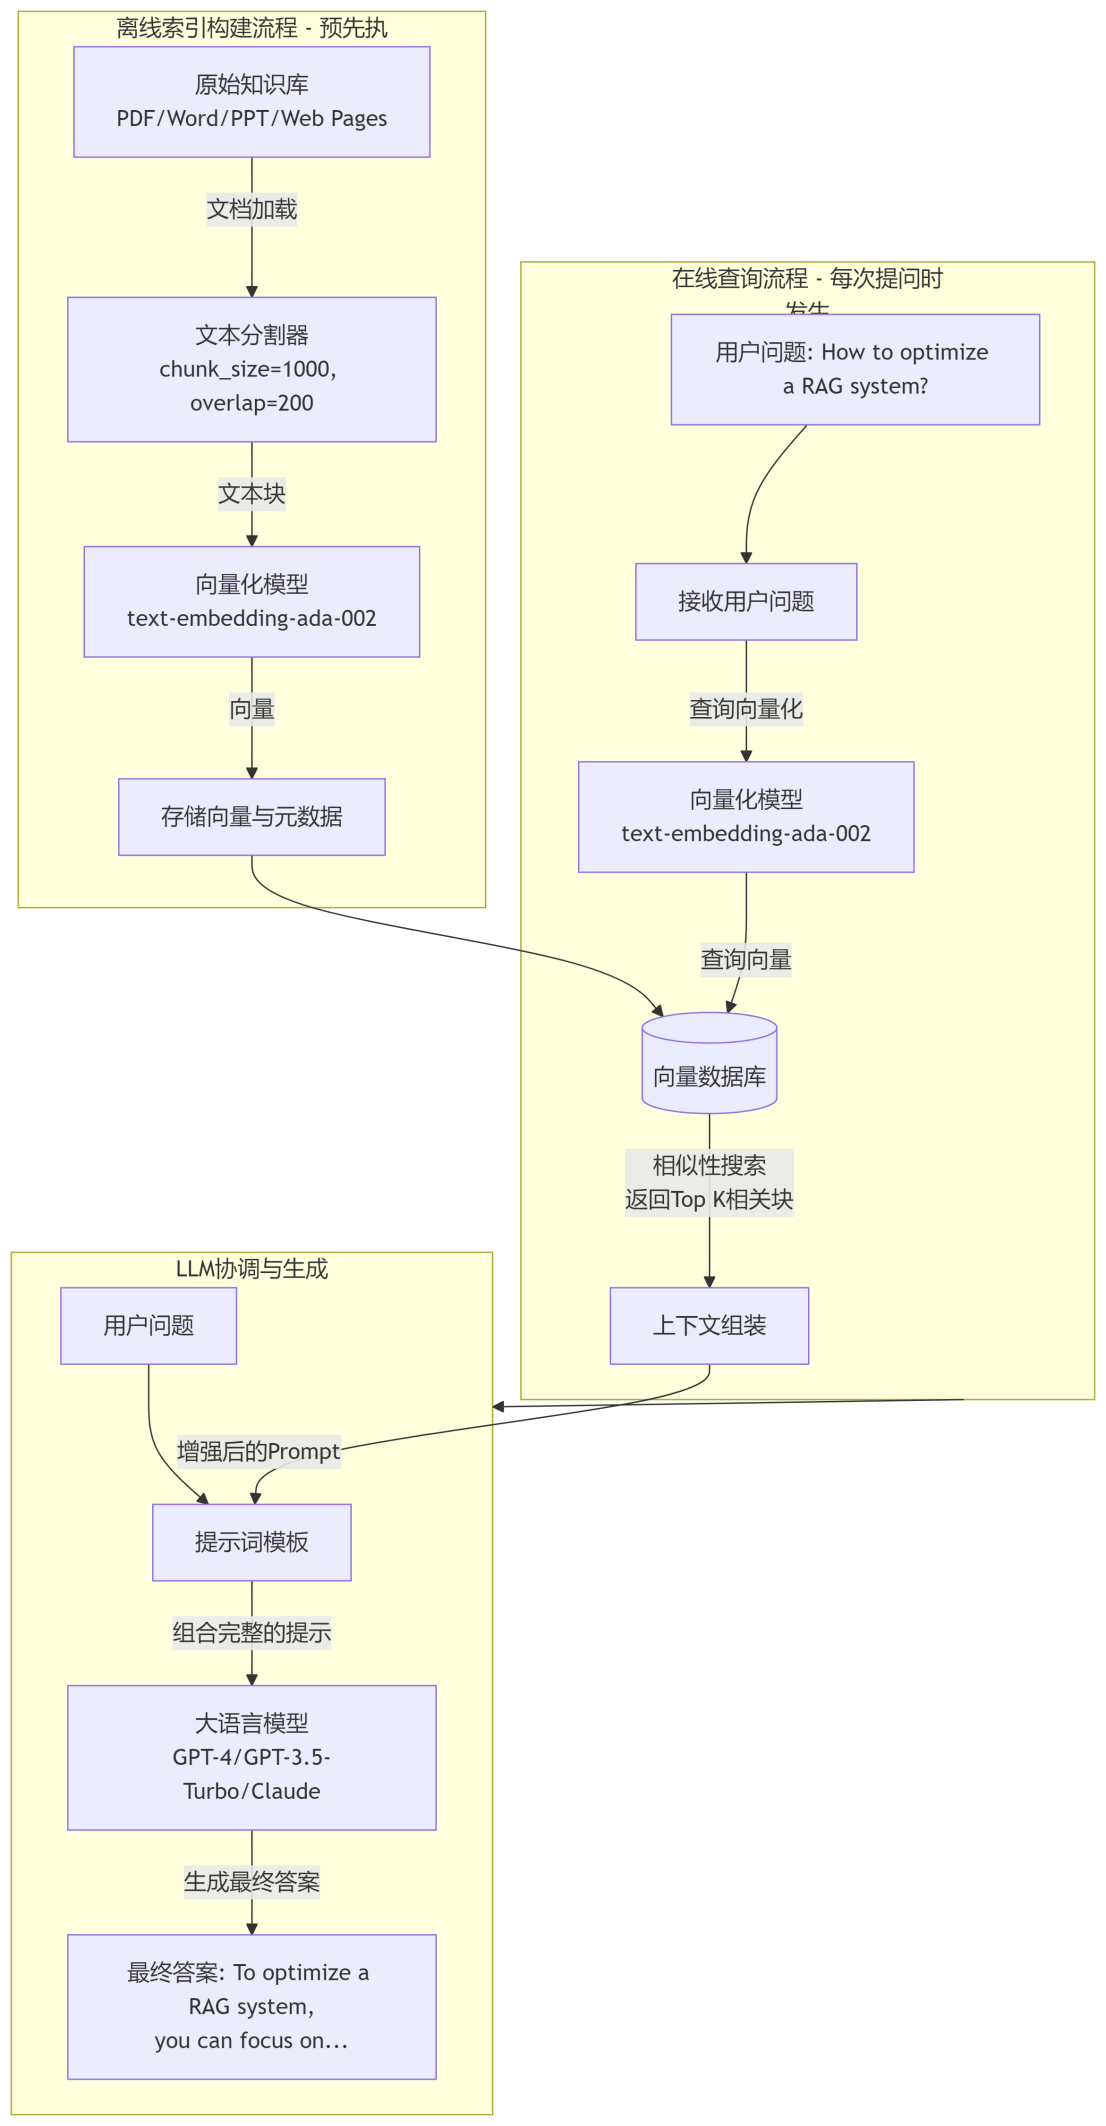 离线索引构建流程 - 预先执
原始知识库
PDF/Word/PPT/Web Pages
文档加载
文本分割器
chunk_size=1000,
overlap=200
文本块
向量化模型
text-embedding-ada-002
向量
存储向量与元数据
在线查询流程 - 每次提问时
发生
用户问题: How to optimize
a RAG system?
接收用户问题
查询向量化
向量化模型
text-embedding-ada-002
查询向量
向量数据库
相似性搜索
返回Top K相关块
上下文组装
LLM协调与生成
用户问题
增强后的Prompt
提示词模板
组合完整的提示
大语言模型
GPT-4/GPT-3.5-
Turbo/Claude
生成最终答案
最终答案: To optimize a
RAG system,
you can focus on...